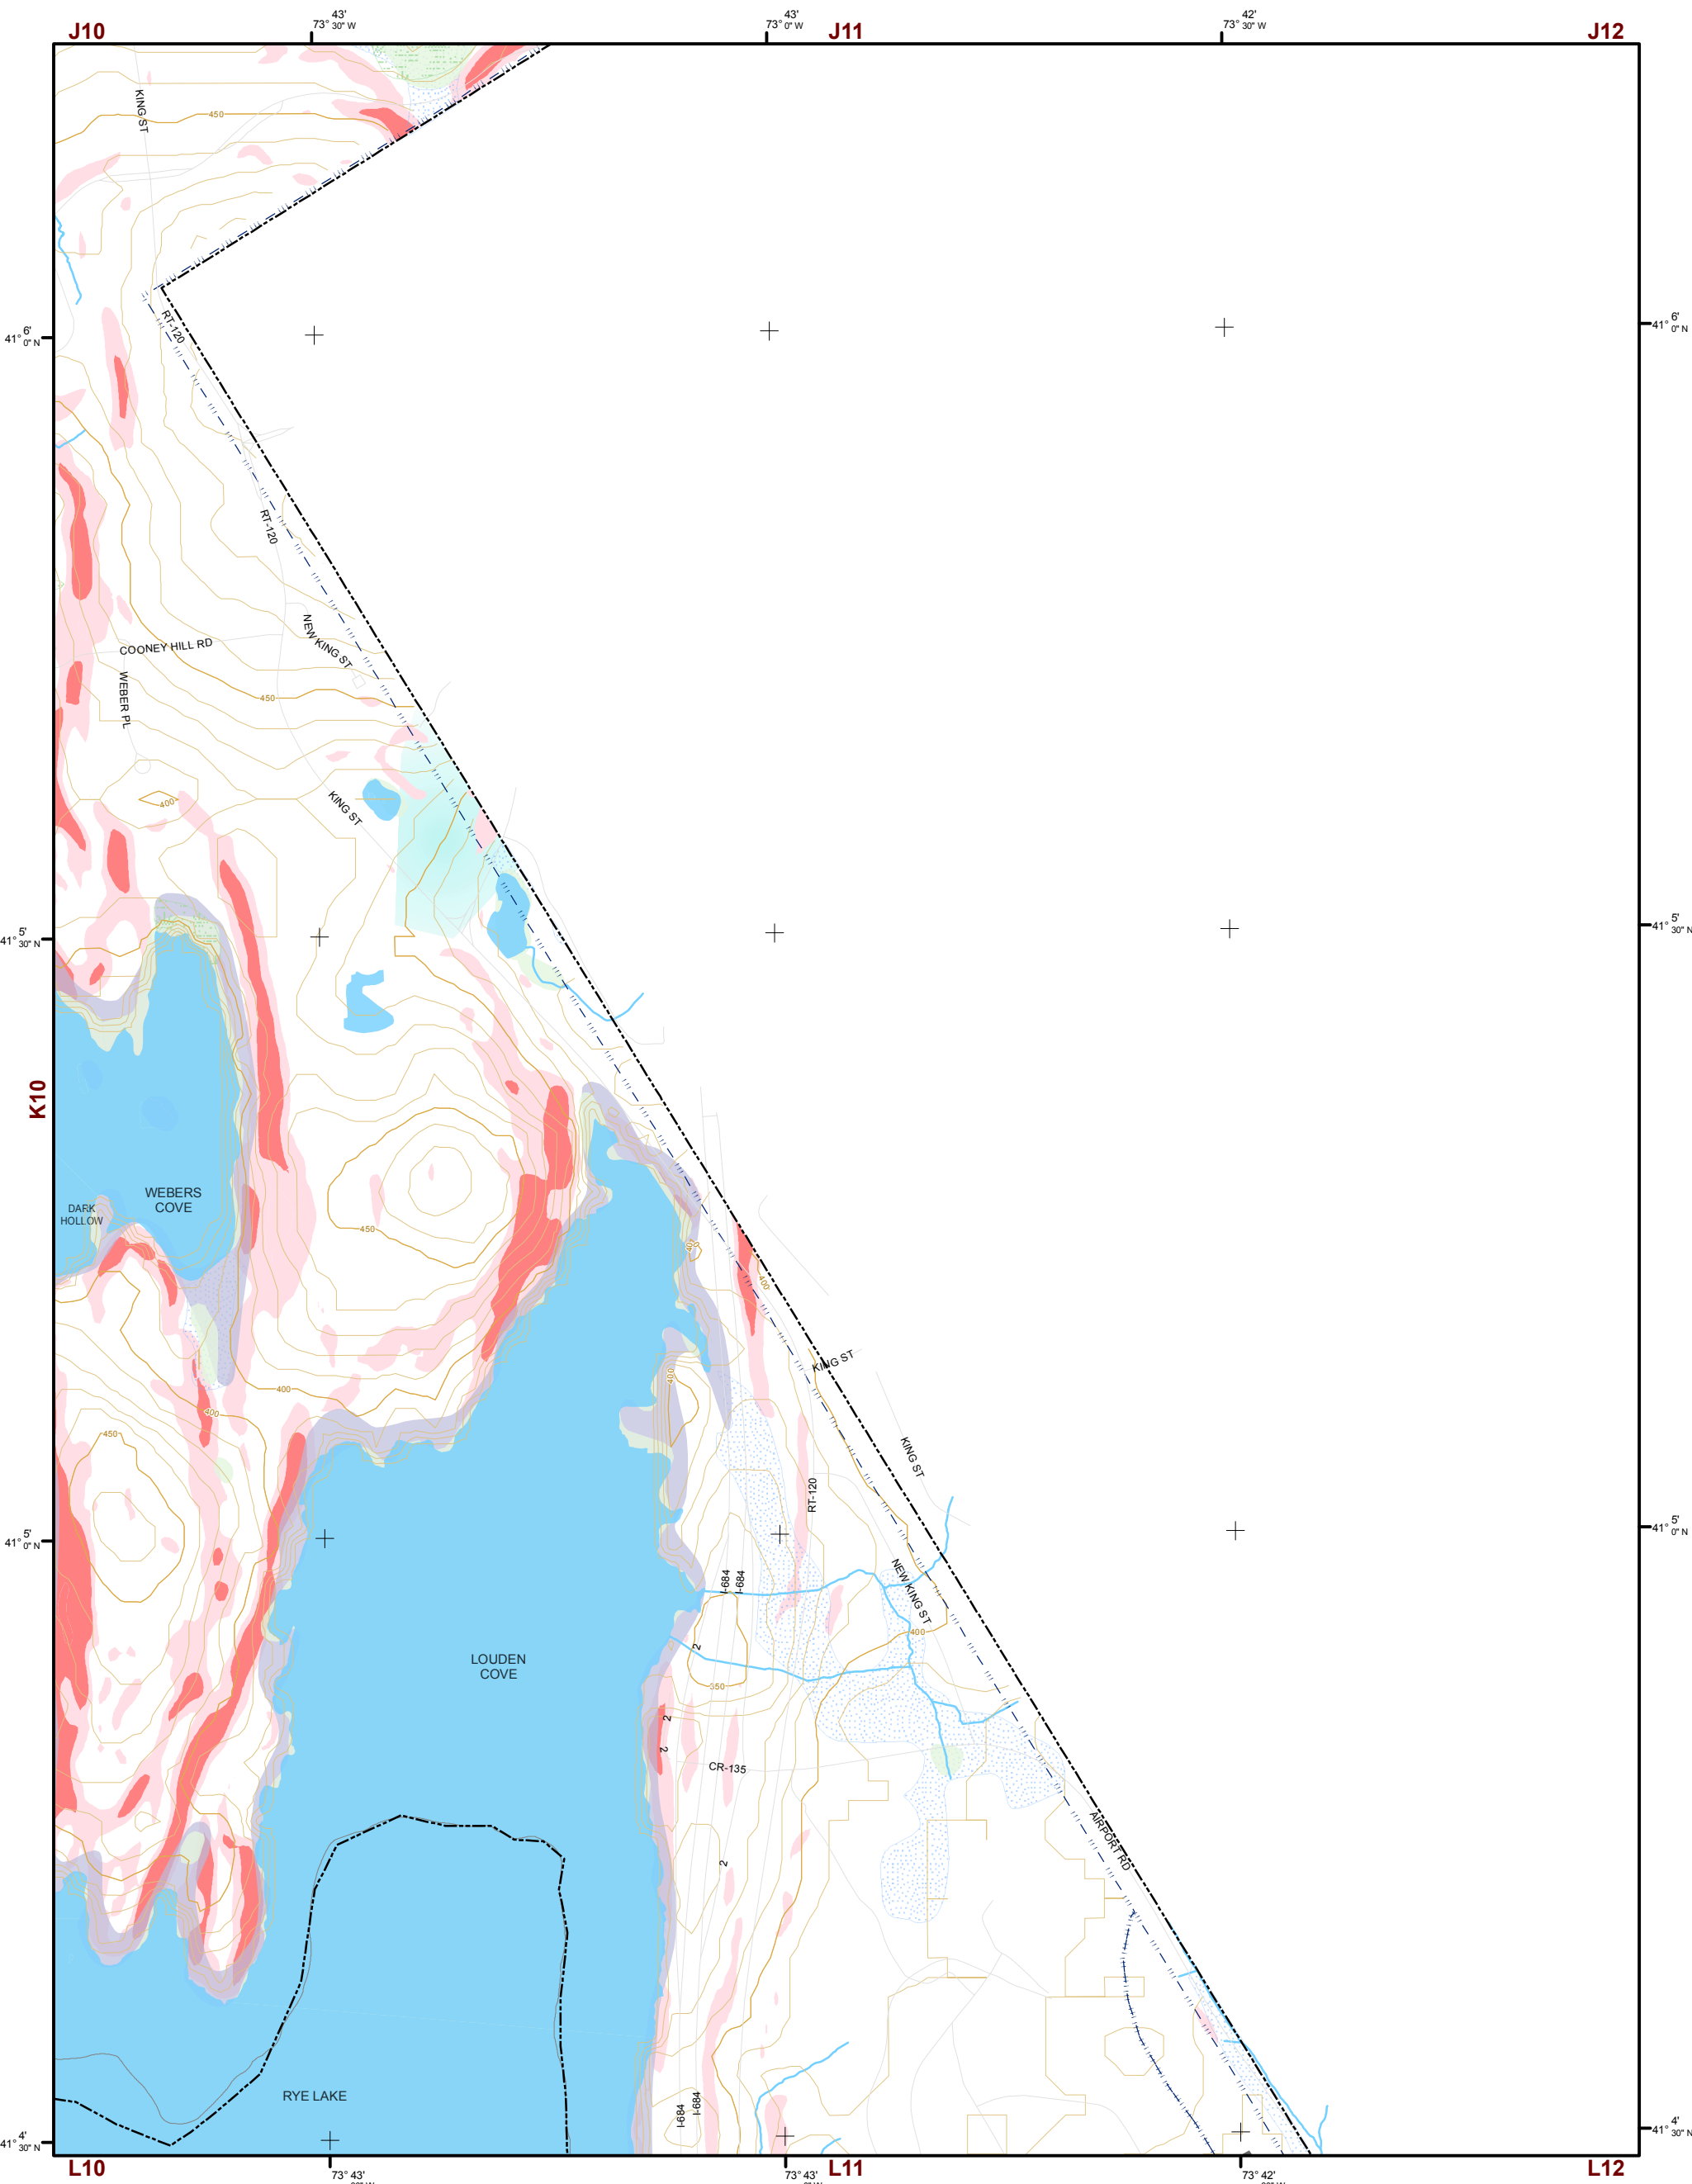 43'
43'
42'
J10
73° 30" W
73° 0" W
J11
73° 30" W
J12
KING ST
450
RT-120
6'
41° 0" N
6'
41° 0" N
RT-120
NEW KING ST
COONEY HILL RD
WEBER PL
450
400
KING ST
5'
41° 30" N
5'
41° 30" N
K10
WEBERS
COVE
DARK
HOLLOW
450
400
400
KING ST
400
400
400
450
KING ST
RT-120
5'
41° 0" N
5'
41° 0" N
I-684
I-684
NEW KING ST
400
2
LOUDEN
COVE
350
2
2
CR-135
AIRPORT RD
2
RYE LAKE
I-684
I-684
4'
41° 30" N
4'
41° 30" N
L10
73° 43'
73° 43'
L11
73° 42'
L12